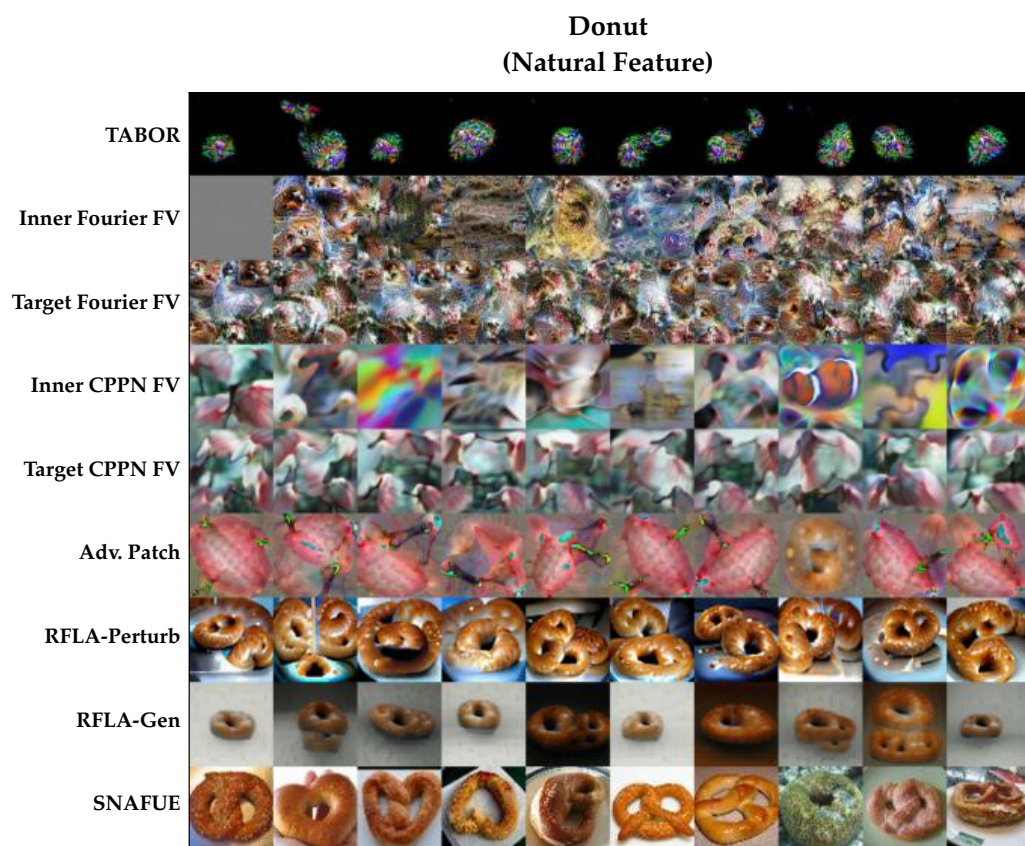 Donut
(Natural Feature)
TABOR
Inner Fourier FV
Target Fourier FV
Inner CPPN FV
Target CPPN FV
Adv. Patch
RFLA-Perturb
RFLA-Gen
SNAFUE